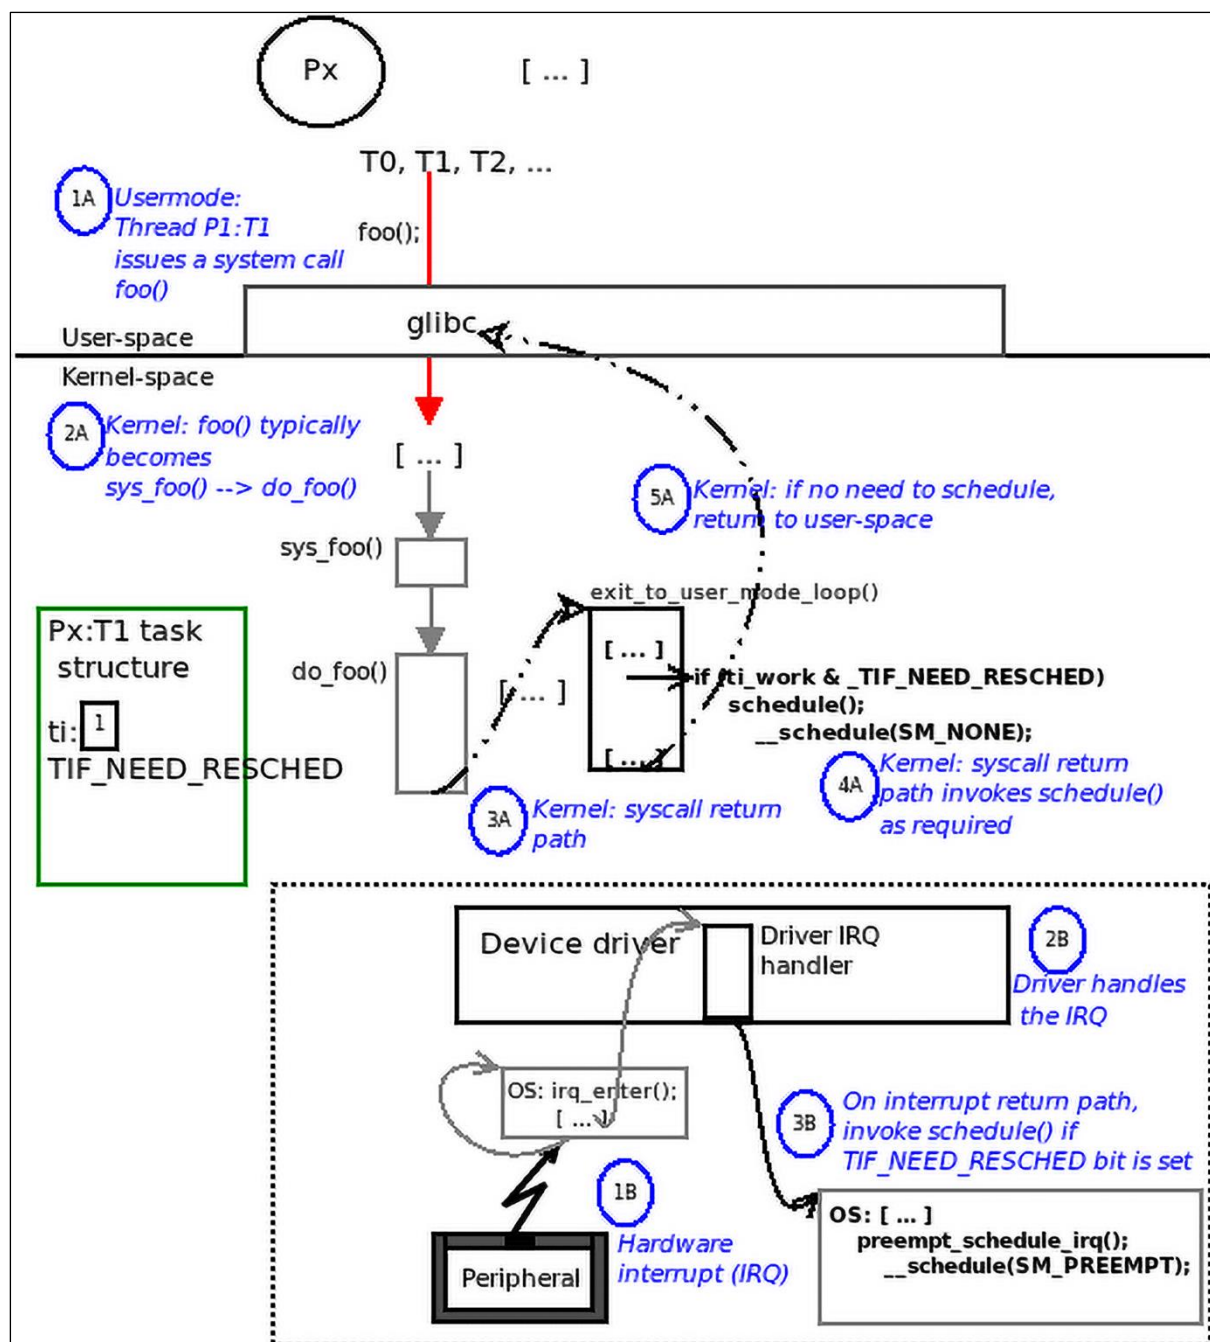 Px
[ ... ]
T0, T1, T2, ...
1A
Usermode:
Thread P1:T1
issues a system call
foo()
foo();
glibc
User-space
Kernel-space
2A
Kernel: foo() typically
becomes
sys_foo() --> do_foo()
[ ... ]
5A
Kernel: if no need to schedule,
return to user-space
sys_foo()
exit_to_user_mode_loop()
Px:T1 task
structure
ti: 1
TIF_NEED_RESCHED
do_foo()
[ ... ]
[ ... ]
if (ti_work & _TIF_NEED_RESCHED)
schedule();
__schedule(SM_NONE);
[ ... ]
3A
Kernel: syscall return
path
4A
Kernel: syscall return
path invokes schedule()
as required
Device driver
Driver IRQ
handler
2B
Driver handles
the IRQ
OS: irq_enter();
[ ... ]
3B
On interrupt return path,
invoke schedule() if
TIF_NEED_RESCHED bit is set
1B
Hardware
interrupt (IRQ)
Peripheral
OS: [ ... ]
preempt_schedule_irq();
__schedule(SM_PREEMPT);